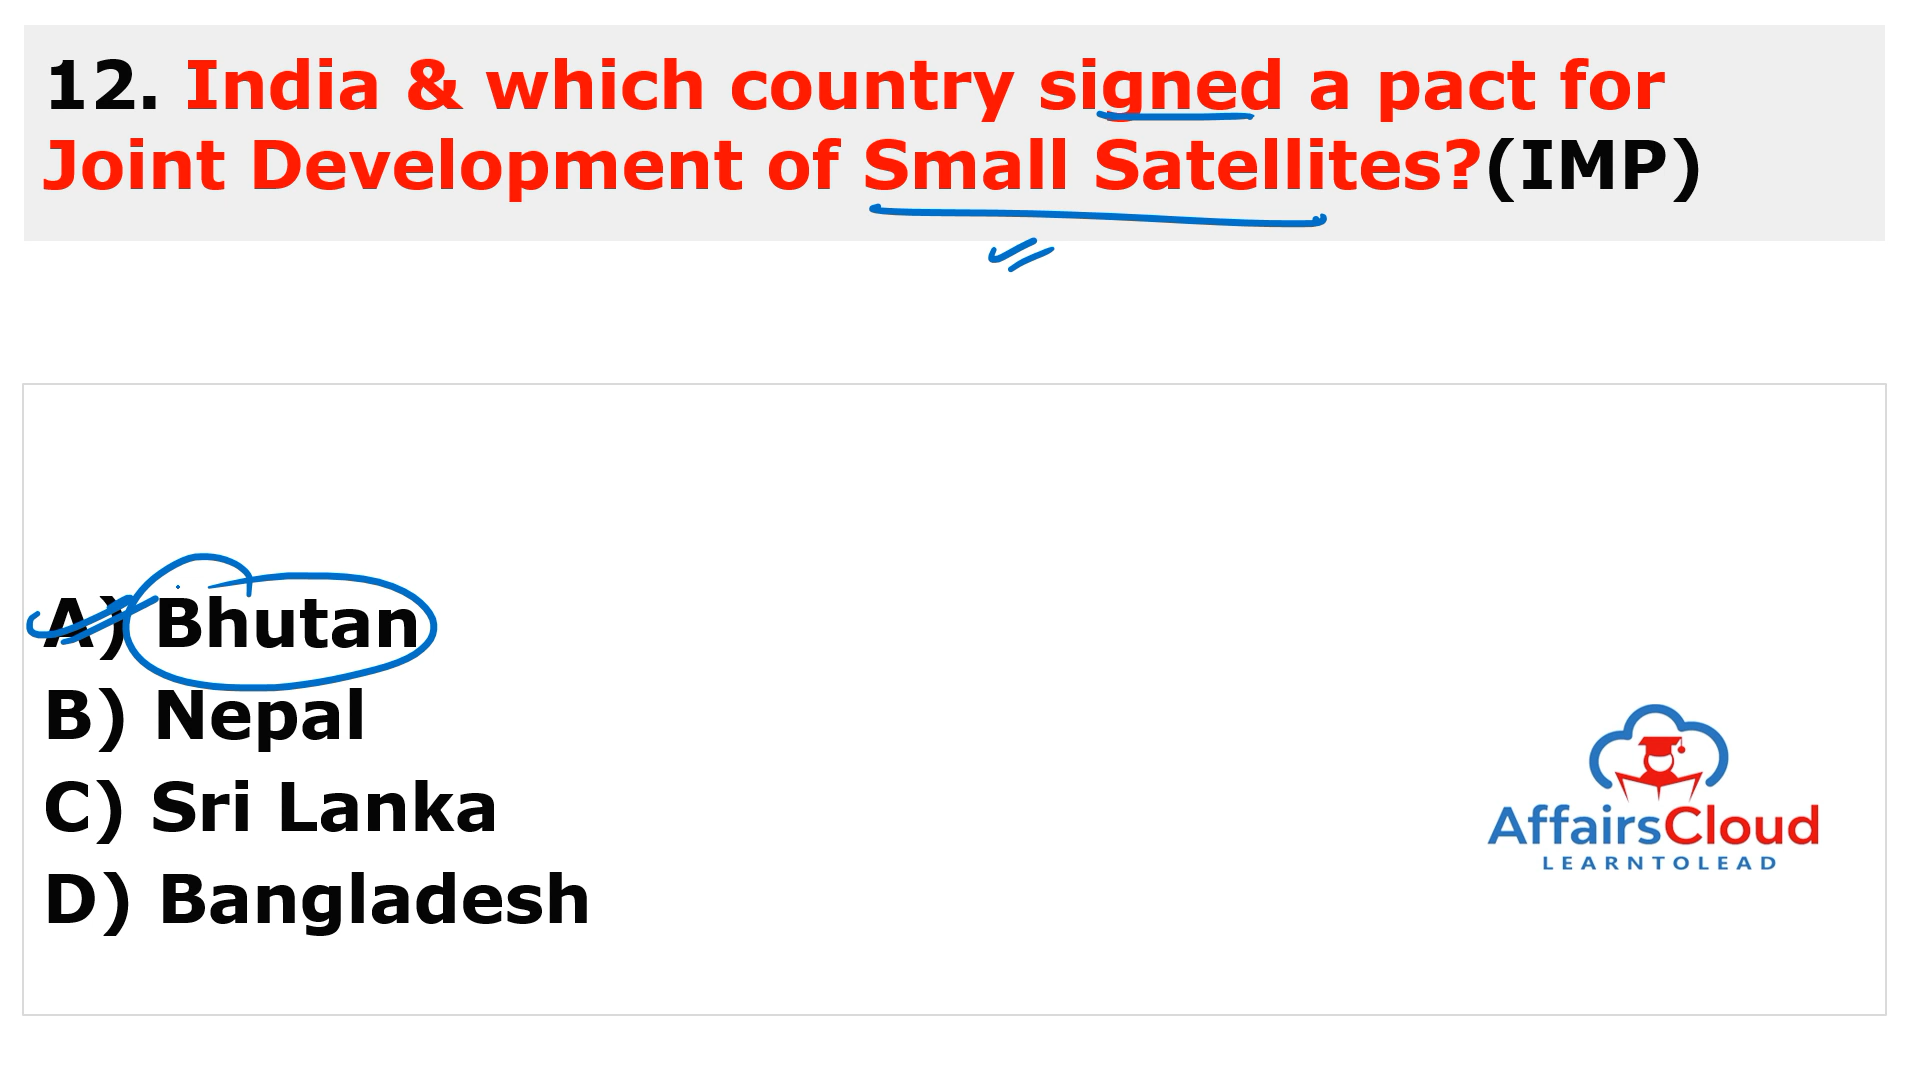 12. India & which country signed a pact for
Joint Development of Small Satellites?(IMP)
A) Bhutan
B) Nepal
C) Sri Lanka
D) Bangladesh
AffairsCloud
LEARNTOLEAD